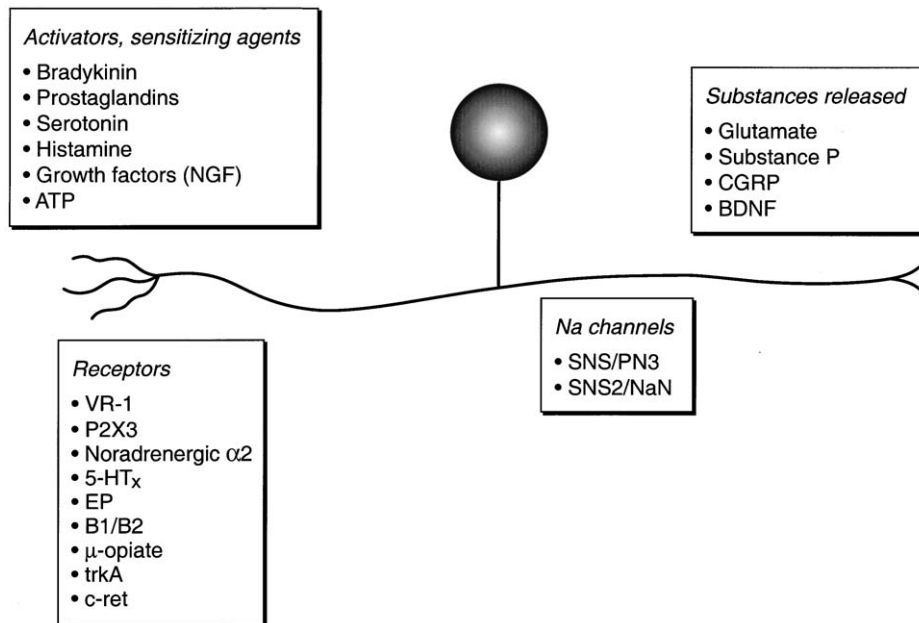 Activators, sensitizing agents
• Bradykinin
• Prostaglandins
• Serotonin
• Histamine
• Growth factors (NGF)
• ATP
Substances released
• Glutamate
• Substance P
• CGRP
• BDNF
Na channels
• SNS/PN3
• SNS2/NaN
Receptors
• VR-1
• P2X3
• Noradrenergic α2
• 5-HTx
• EP
• B1/B2
• μ-opiate
• trkA
• c-ret